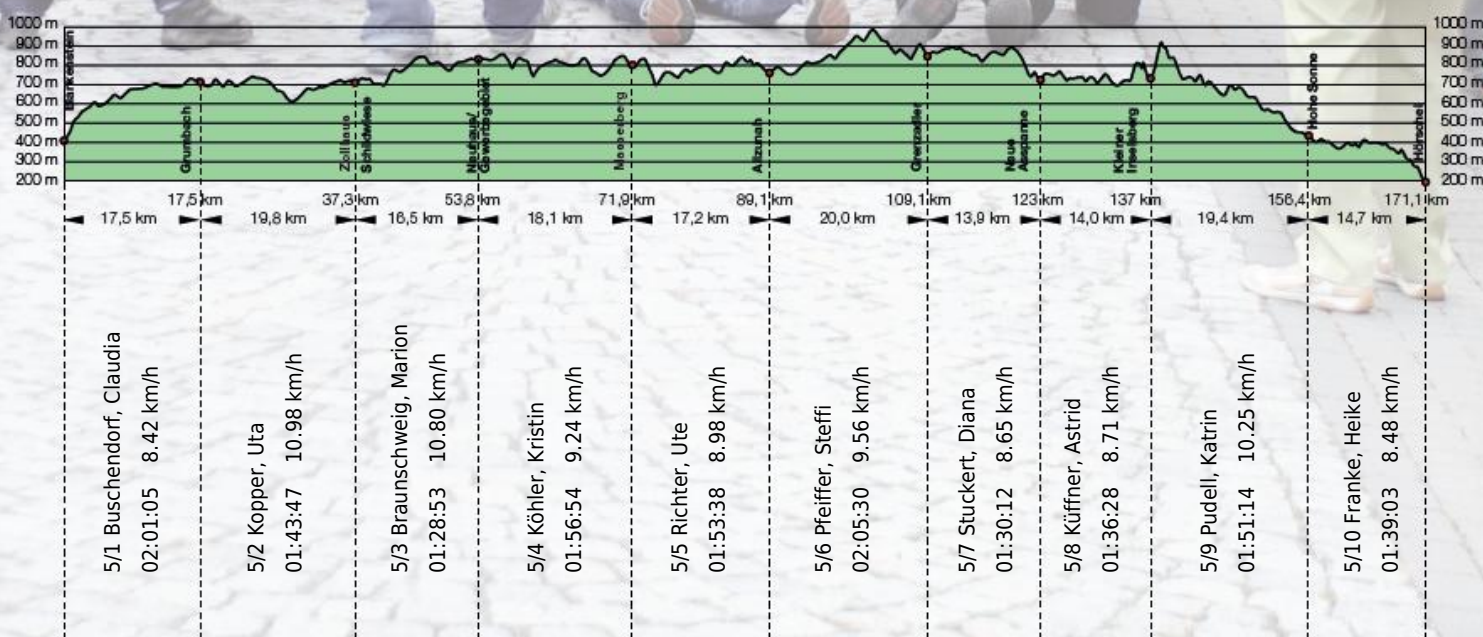 1000 m
900 m
800 m
700 m
600 m
500 m
400 m
300 m
200 m
1000 m
900 m
800 m
700 m
600 m
500 m
400 m
300 m
200 m
Blankenstein
Grumbach
Zollhaus
Schildwiese
Neuhaus/
Masserberg
Allzunah
Grenzadler
Neue
Ausspanne
Kleiner
Inselsberg
Hohe Sonne
Hörschel
17,5 km
37,3 km
53,8 km
71,9 km
89,1 km
109,1 km
123 km
137 km
156,4 km
171,1 km
17,5 km
19,8 km
16,5 km
18,1 km
17,2 km
20,0 km
13,9 km
14,0 km
19,4 km
14,7 km
5/1 Buschendorf, Claudia
02:01:05 8.42 km/h
5/2 Kopper, Uta
01:43:47 10.98 km/h
5/3 Braunschweig, Marion
01:28:53 10.80 km/h
5/4 Köhler, Kristin
01:56:54 9.24 km/h
5/5 Richter, Ute
01:53:38 8.98 km/h
5/6 Pfeiffer, Steffi
02:05:30 9.56 km/h
5/7 Stuckert, Diana
01:30:12 8.65 km/h
5/8 Küffner, Astrid
01:36:28 8.71 km/h
5/9 Pudell, Katrin
01:51:14 10.25 km/h
5/10 Franke, Heike
01:39:03 8.48 km/h